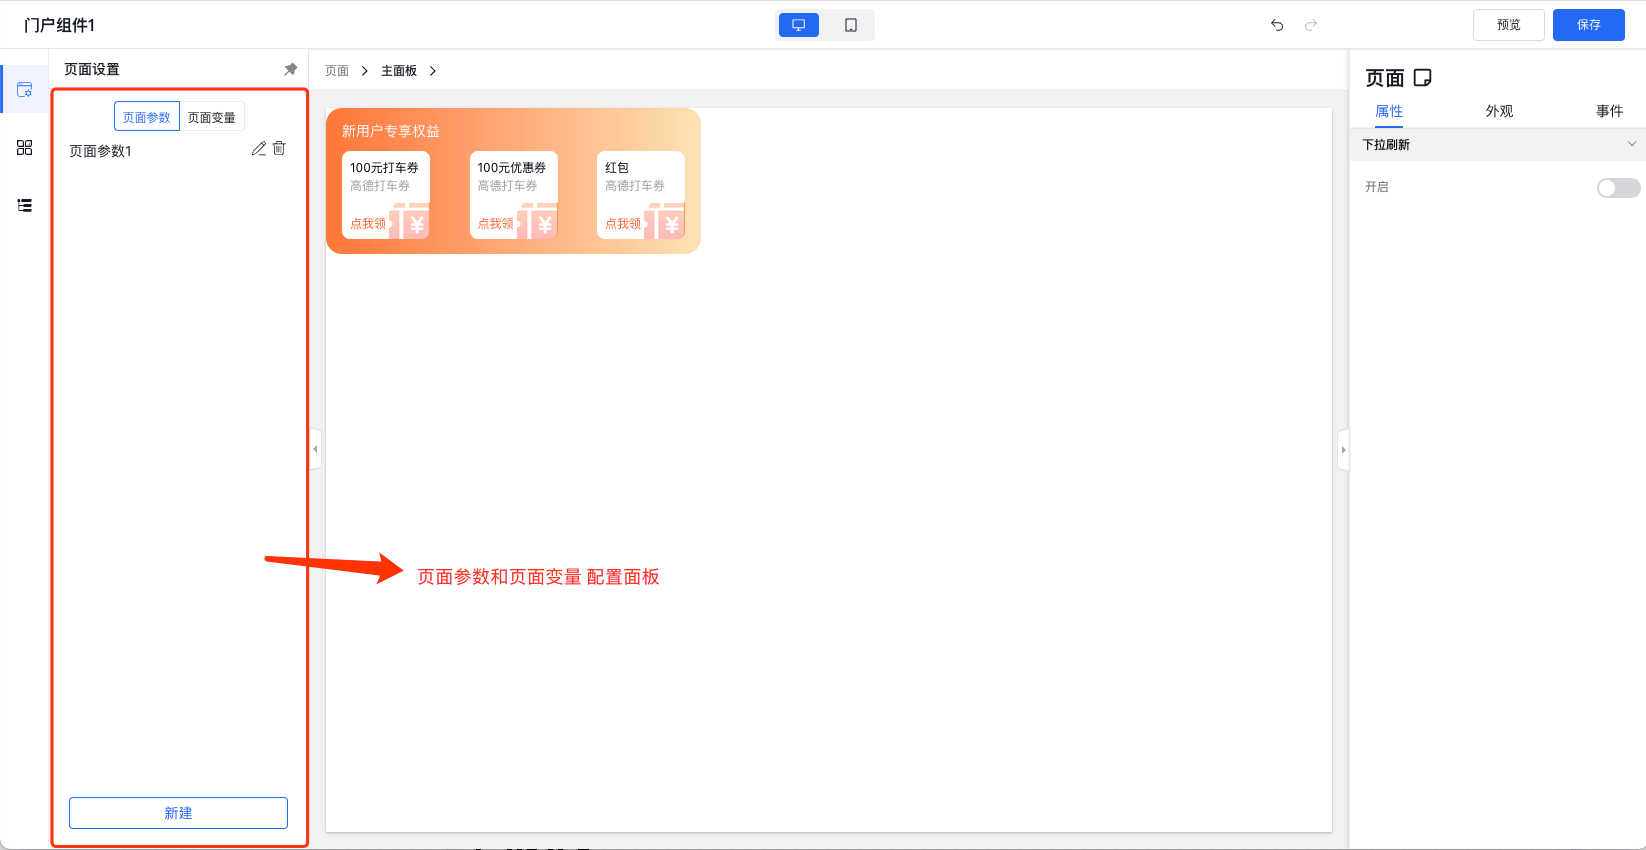 门户组件1
预览
保存
页面设置
页面 > 主面板 >
页面
页面参数 页面变量
属性 外观 事件
页面参数1
下拉刷新
开启
新用户专享权益
100元打车券 100元优惠券 红包
高德打车券 高德打车券 高德打车券
点我领 ¥ 点我领 ¥ 点我领 ¥
页面参数和页面变量 配置面板
新建